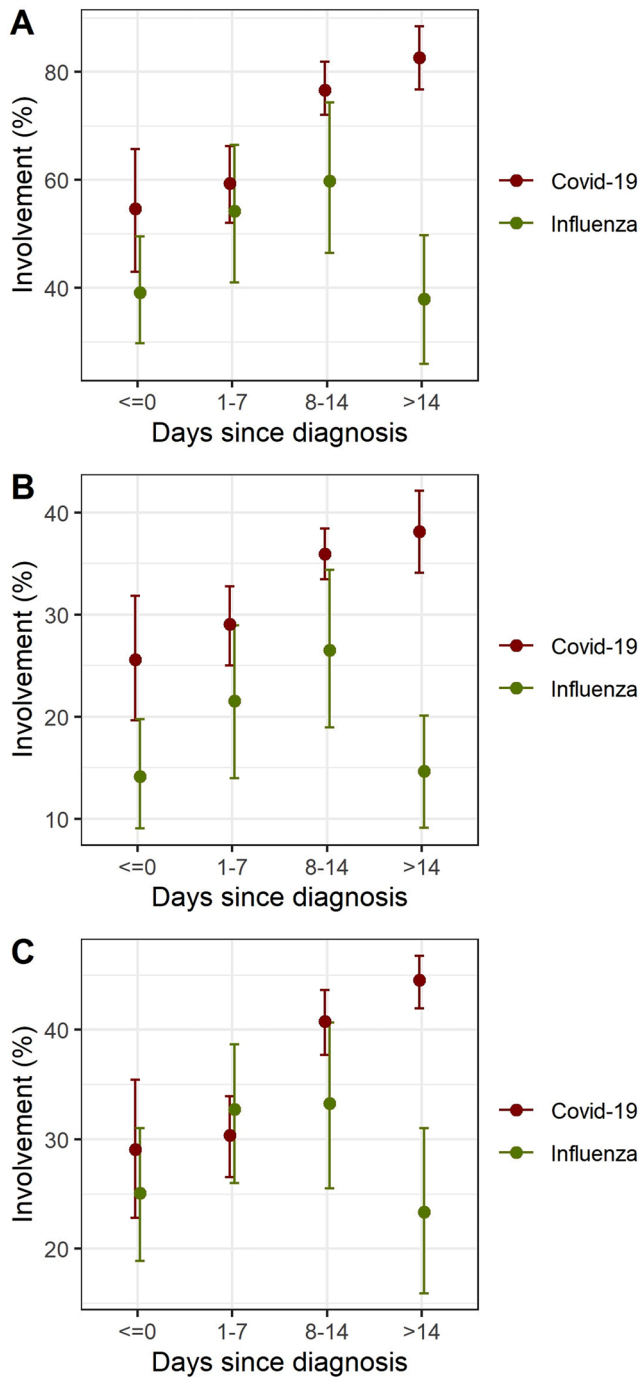 A
Involvement (%)
80
60
40
<=0 1-7 8-14 >14
Days since diagnosis
Covid-19
Influenza
B
Involvement (%)
40
30
20
10
<=0 1-7 8-14 >14
Days since diagnosis
Covid-19
Influenza
C
Involvement (%)
40
30
20
<=0 1-7 8-14 >14
Days since diagnosis
Covid-19
Influenza